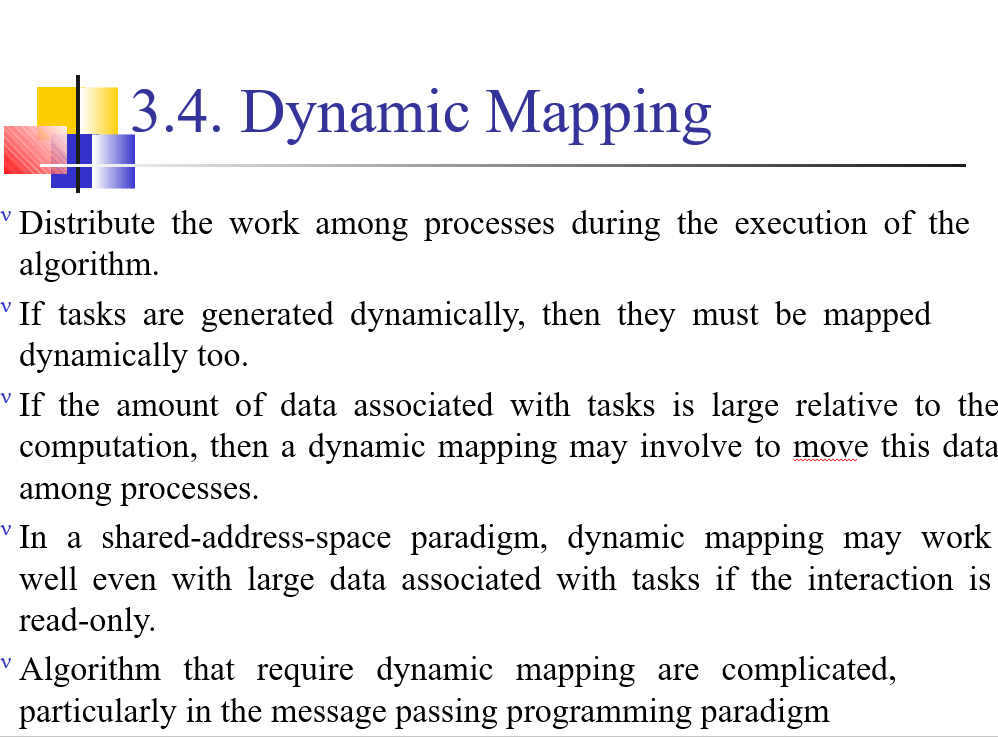 3.4. Dynamic Mapping
ν Distribute the work among processes during the execution of the
algorithm.
ν If tasks are generated dynamically, then they must be mapped
dynamically too.
ν If the amount of data associated with tasks is large relative to the
computation, then a dynamic mapping may involve to move this data
among processes.
ν In a shared-address-space paradigm, dynamic mapping may work
well even with large data associated with tasks if the interaction is
read-only.
ν Algorithm that require dynamic mapping are complicated,
particularly in the message passing programming paradigm